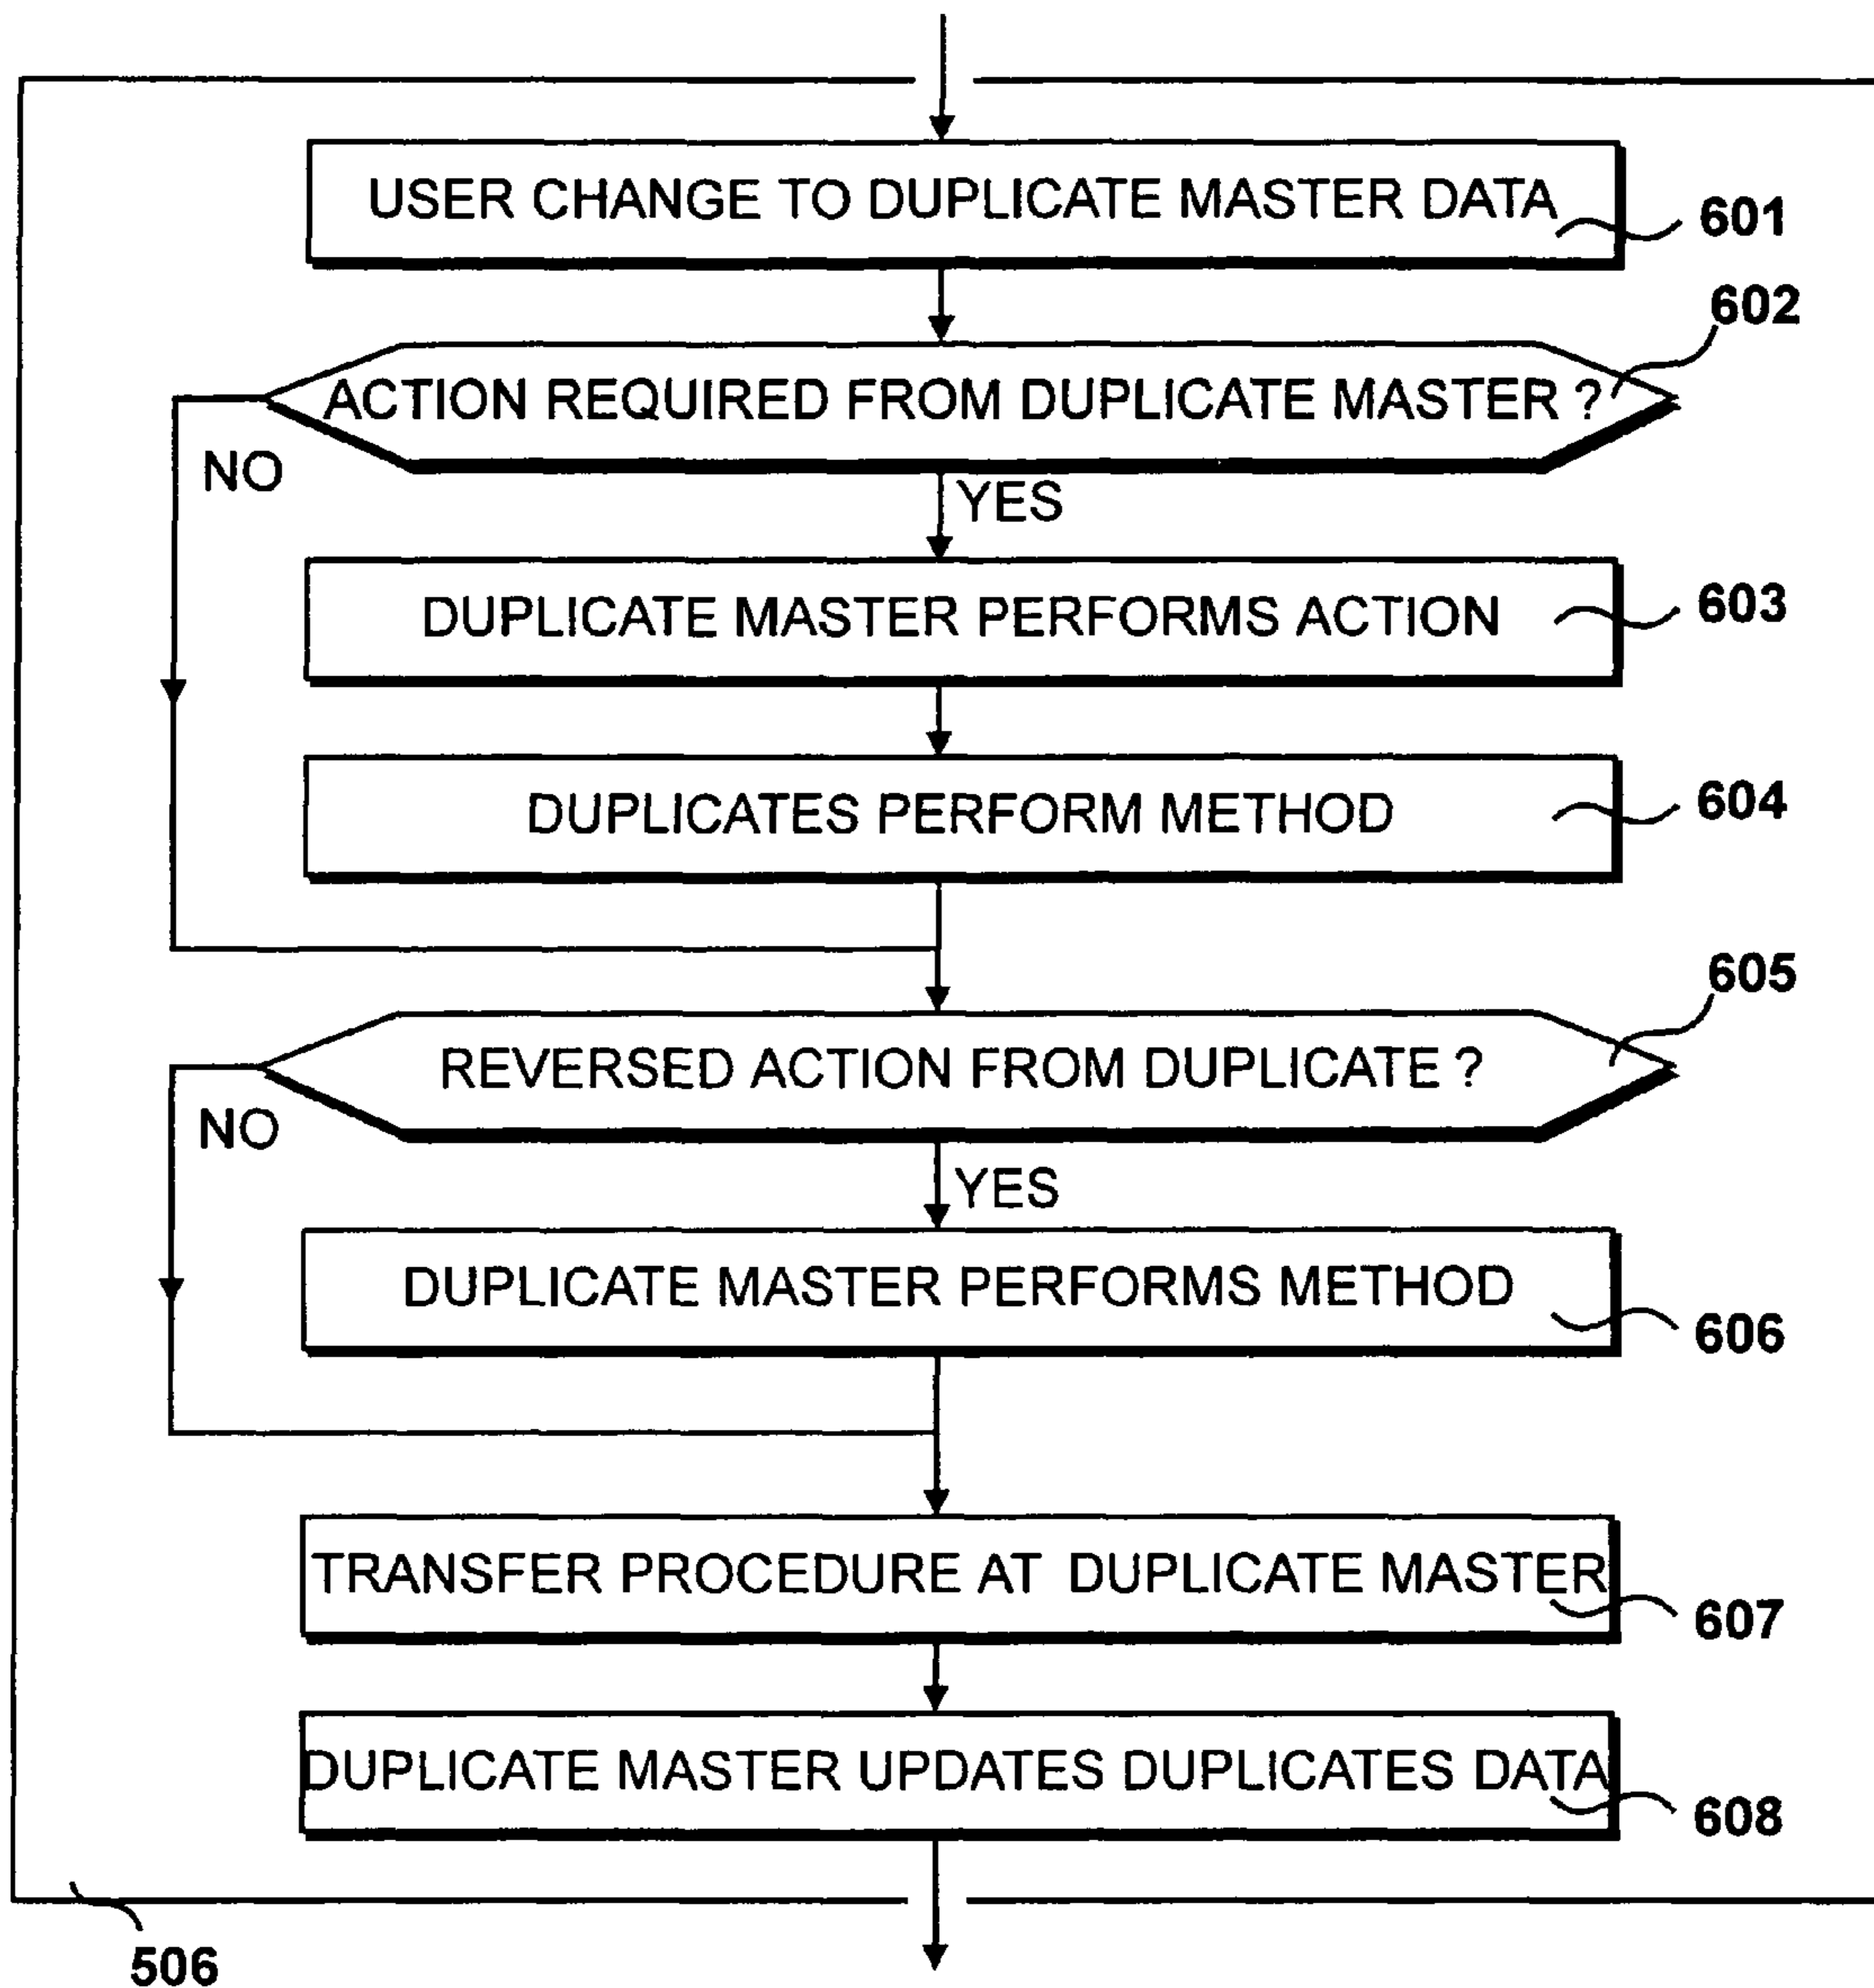 USER CHANGE TO DUPLICATE MASTER DATA
601
602
ACTION REQUIRED FROM DUPLICATE MASTER ?
NO
YES
DUPLICATE MASTER PERFORMS ACTION
603
DUPLICATES PERFORM METHOD
604
605
REVERSED ACTION FROM DUPLICATE ?
NO
YES
DUPLICATE MASTER PERFORMS METHOD
606
TRANSFER PROCEDURE AT DUPLICATE MASTER
607
DUPLICATE MASTER UPDATES DUPLICATES DATA
608
506